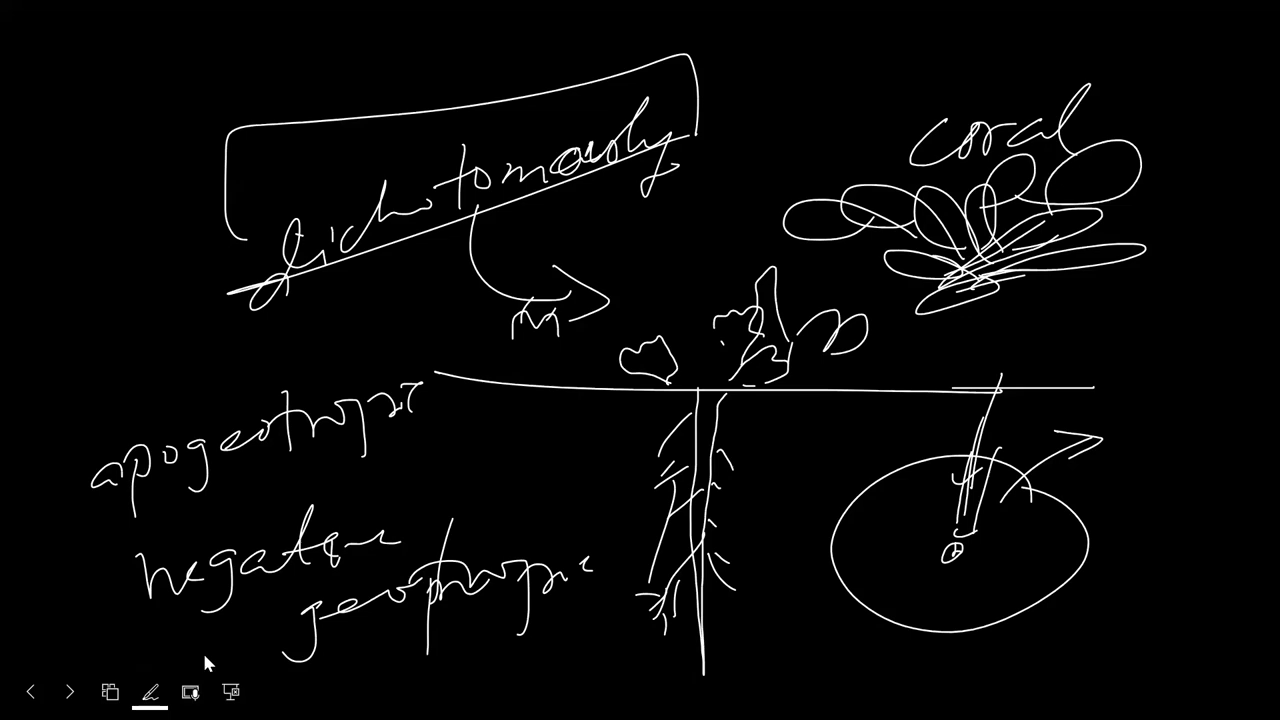 dichotomously
coral
apogeotropic
negative
geotropic